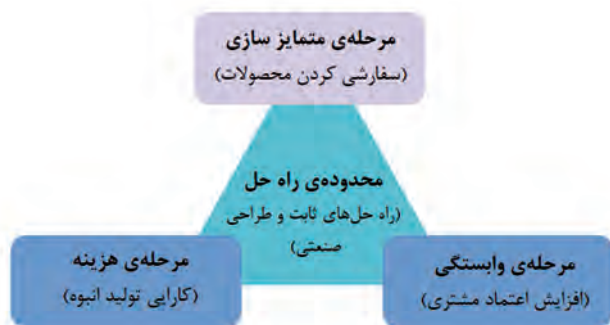 مرحله‌ی متمایز سازی
(سفارشی کردن محصولات)
محدوده‌ی راه حل
(راه حل‌های ثابت و طراحی
صنعتی)
مرحله‌ی وابستگی
(افزایش اعتماد مشتری)
مرحله‌ی هزینه
(کارایی تولید انبوه)